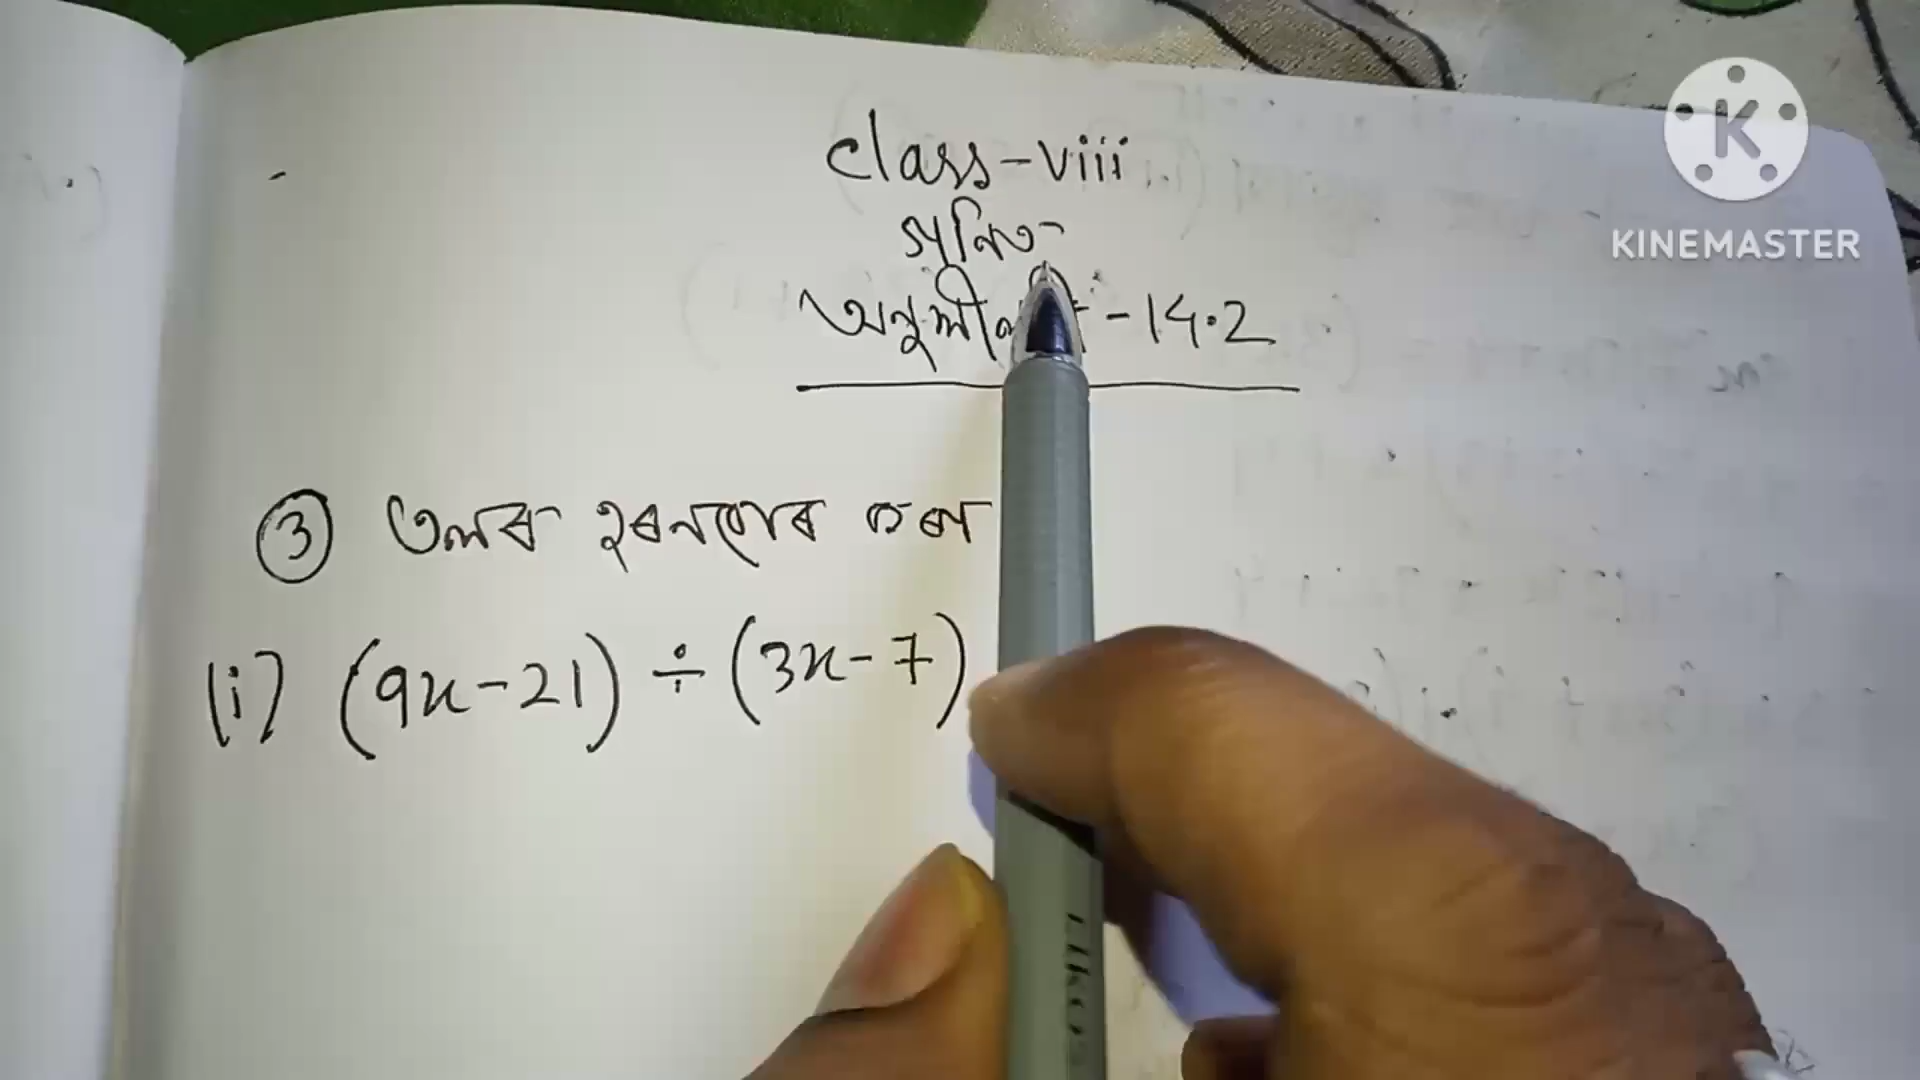 Class-viii
গণিত
অনুশীলনী -14.2
③ তলৰ হৰণবোৰ কৰা
(i) (9x-21) ÷ (3x-7)
K
KINEMASTER